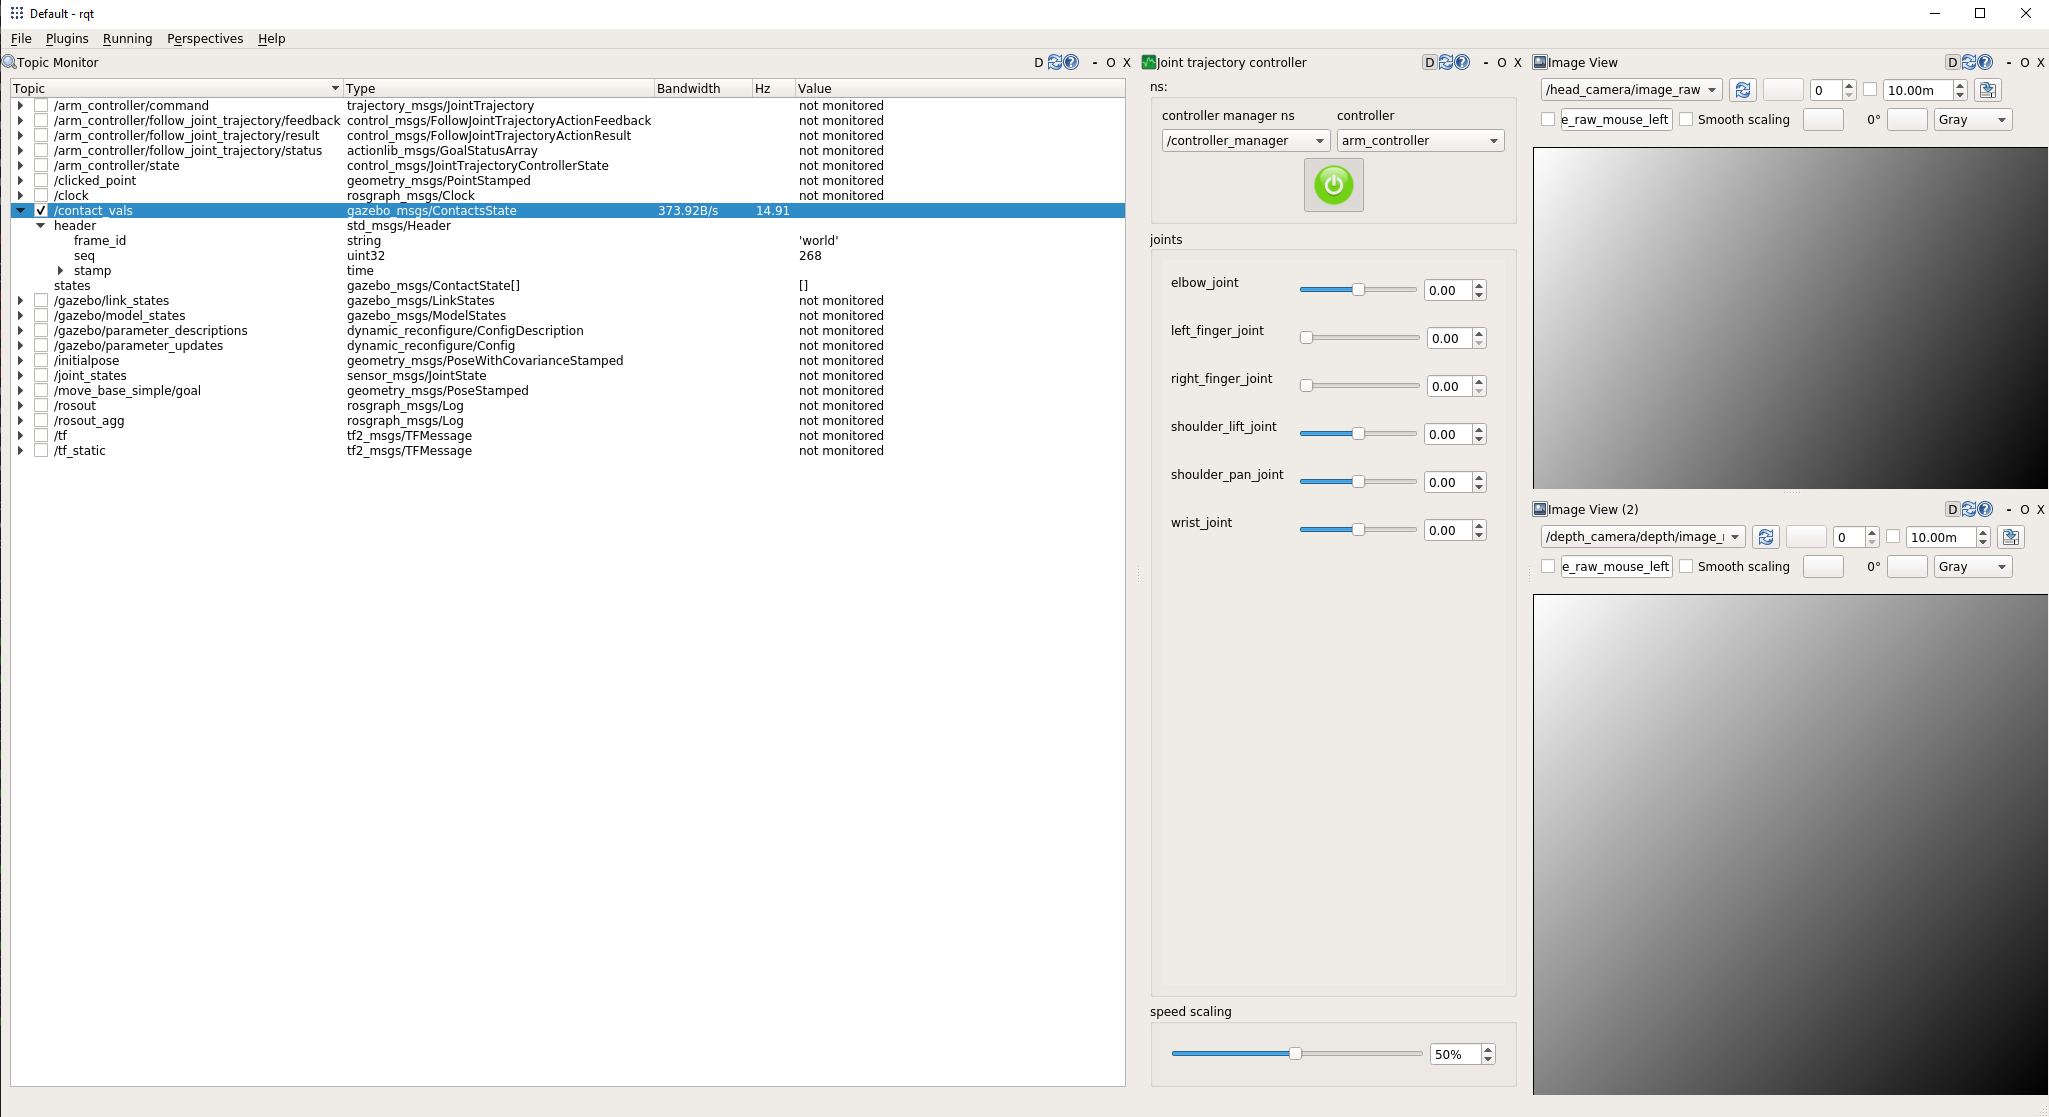 Default - rqt
File Plugins Running Perspectives Help
Topic Monitor D - O X
Topic Type Bandwidth Hz Value
/arm_controller/command trajectory_msgs/JointTrajectory not monitored
/arm_controller/follow_joint_trajectory/feedback control_msgs/FollowJointTrajectoryActionFeedback not monitored
/arm_controller/follow_joint_trajectory/result control_msgs/FollowJointTrajectoryActionResult not monitored
/arm_controller/follow_joint_trajectory/status actionlib_msgs/GoalStatusArray not monitored
/arm_controller/state control_msgs/JointTrajectoryControllerState not monitored
/clicked_point geometry_msgs/PointStamped not monitored
/clock rosgraph_msgs/Clock not monitored
/contact_vals gazebo_msgs/ContactsState 373.92B/s 14.91
header std_msgs/Header
frame_id string 'world'
seq uint32 268
stamp time
states gazebo_msgs/ContactState[] []
/gazebo/link_states gazebo_msgs/LinkStates not monitored
/gazebo/model_states gazebo_msgs/ModelStates not monitored
/gazebo/parameter_descriptions dynamic_reconfigure/ConfigDescription not monitored
/gazebo/parameter_updates dynamic_reconfigure/Config not monitored
/initialpose geometry_msgs/PoseWithCovarianceStamped not monitored
/joint_states sensor_msgs/JointState not monitored
/move_base_simple/goal geometry_msgs/PoseStamped not monitored
/rosout rosgraph_msgs/Log not monitored
/rosout_agg rosgraph_msgs/Log not monitored
/tf tf2_msgs/TFMessage not monitored
/tf_static tf2_msgs/TFMessage not monitored
Joint trajectory controller D - O X
ns:
controller manager ns controller
/controller_manager arm_controller
joints
elbow_joint 0.00
left_finger_joint 0.00
right_finger_joint 0.00
shoulder_lift_joint 0.00
shoulder_pan_joint 0.00
wrist_joint 0.00
speed scaling
50%
Image View D - O X
/head_camera/image_raw 0 10.00m
e_raw_mouse_left Smooth scaling 0° Gray
Image View (2) D - O X
/depth_camera/depth/image_ 0 10.00m
e_raw_mouse_left Smooth scaling 0° Gray